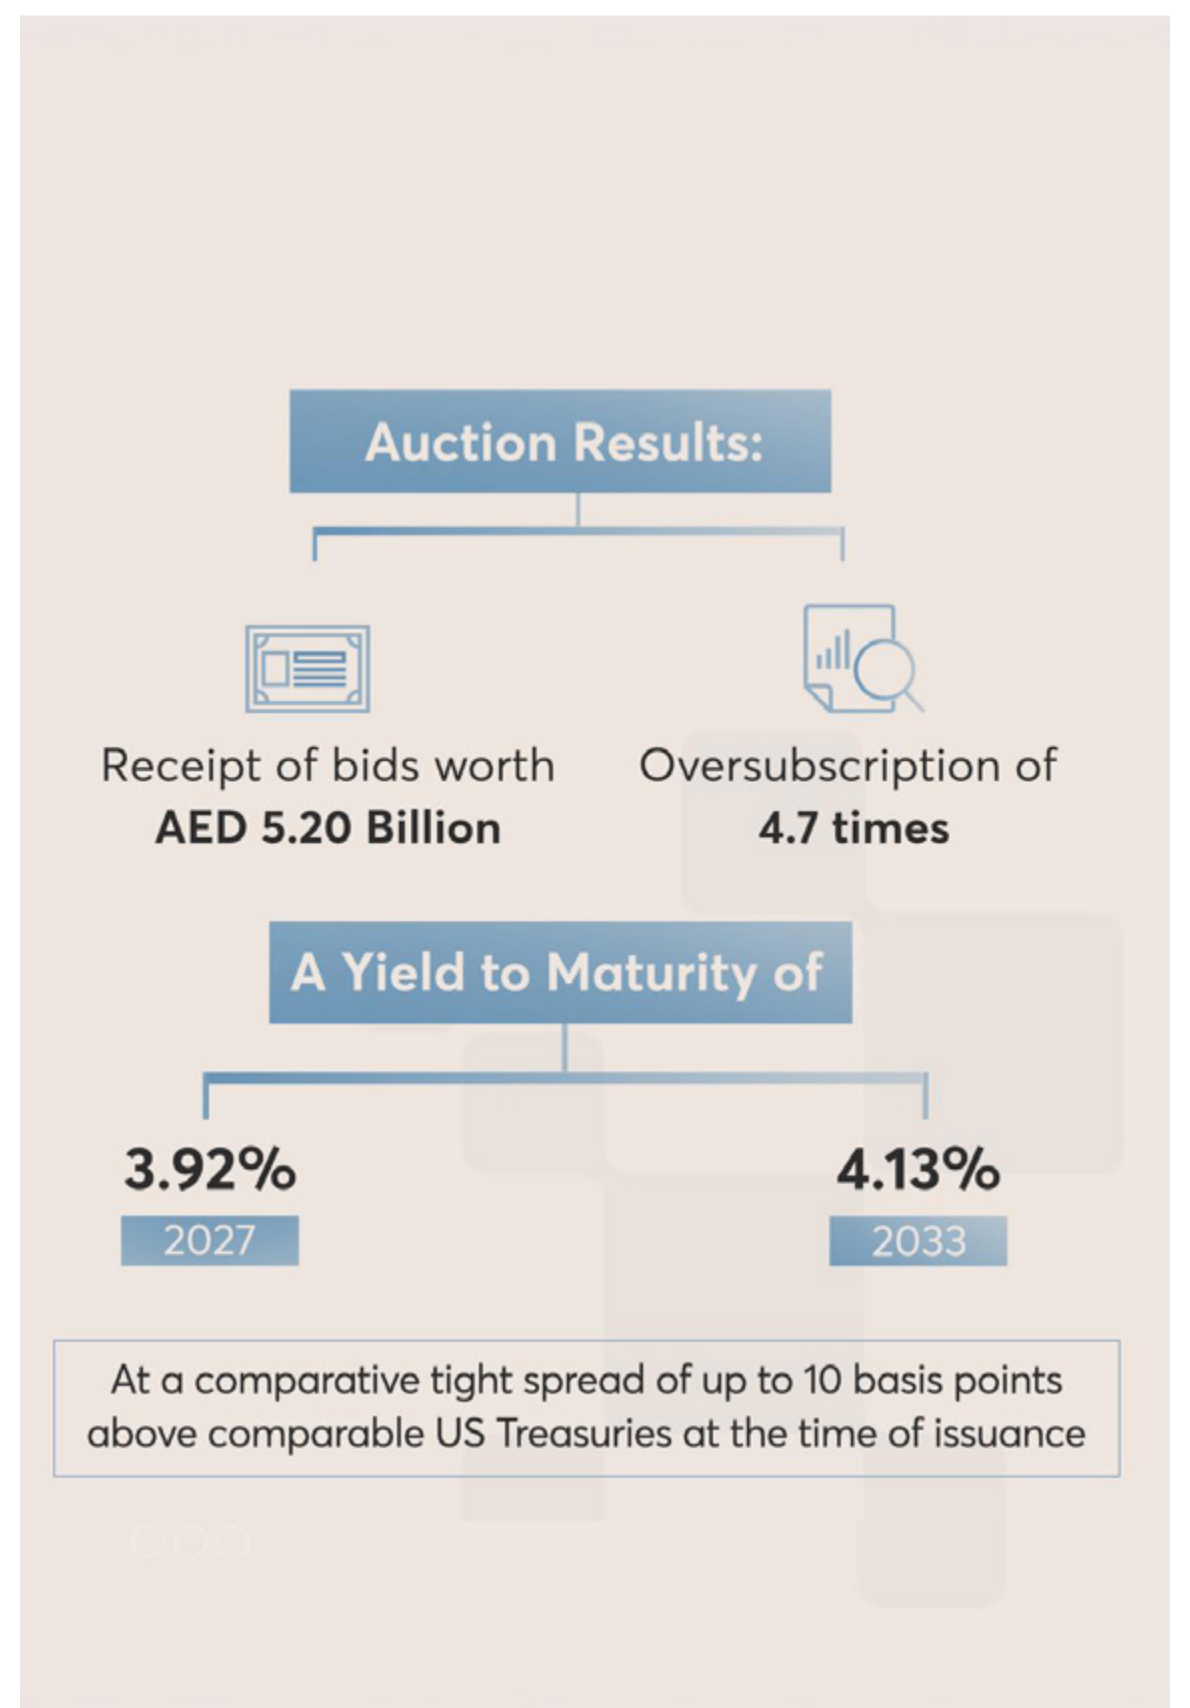 Auction Results:
Receipt of bids worth
AED 5.20 Billion
Oversubscription of
4.7 times
A Yield to Maturity of
3.92%
2027
4.13%
2033
At a comparative tight spread of up to 10 basis points
above comparable US Treasuries at the time of issuance